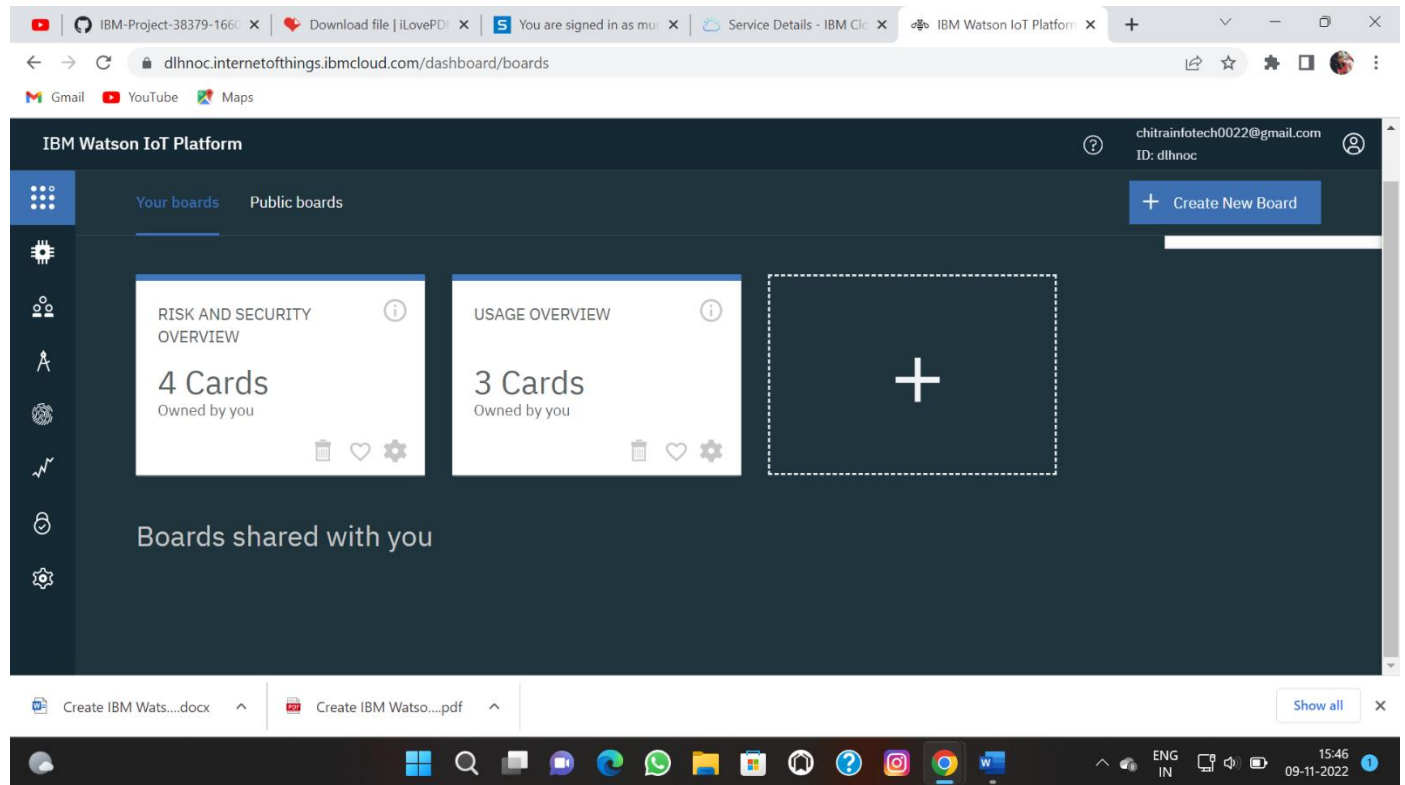 IBM-Project-38379-1660
Download file | iLovePD
You are signed in as mur
Service Details - IBM Clo
IBM Watson IoT Platform
dlhnoc.internetofthings.ibmcloud.com/dashboard/boards
Gmail YouTube Maps
IBM Watson IoT Platform
chitrainfotech0022@gmail.com
ID: dlhnoc
Your boards Public boards
Create New Board
RISK AND SECURITY
OVERVIEW
4 Cards
Owned by you
USAGE OVERVIEW
3 Cards
Owned by you
Boards shared with you
Create IBM Wats....docx
Create IBM Watso....pdf
Show all
ENG
IN
15:46
09-11-2022
1